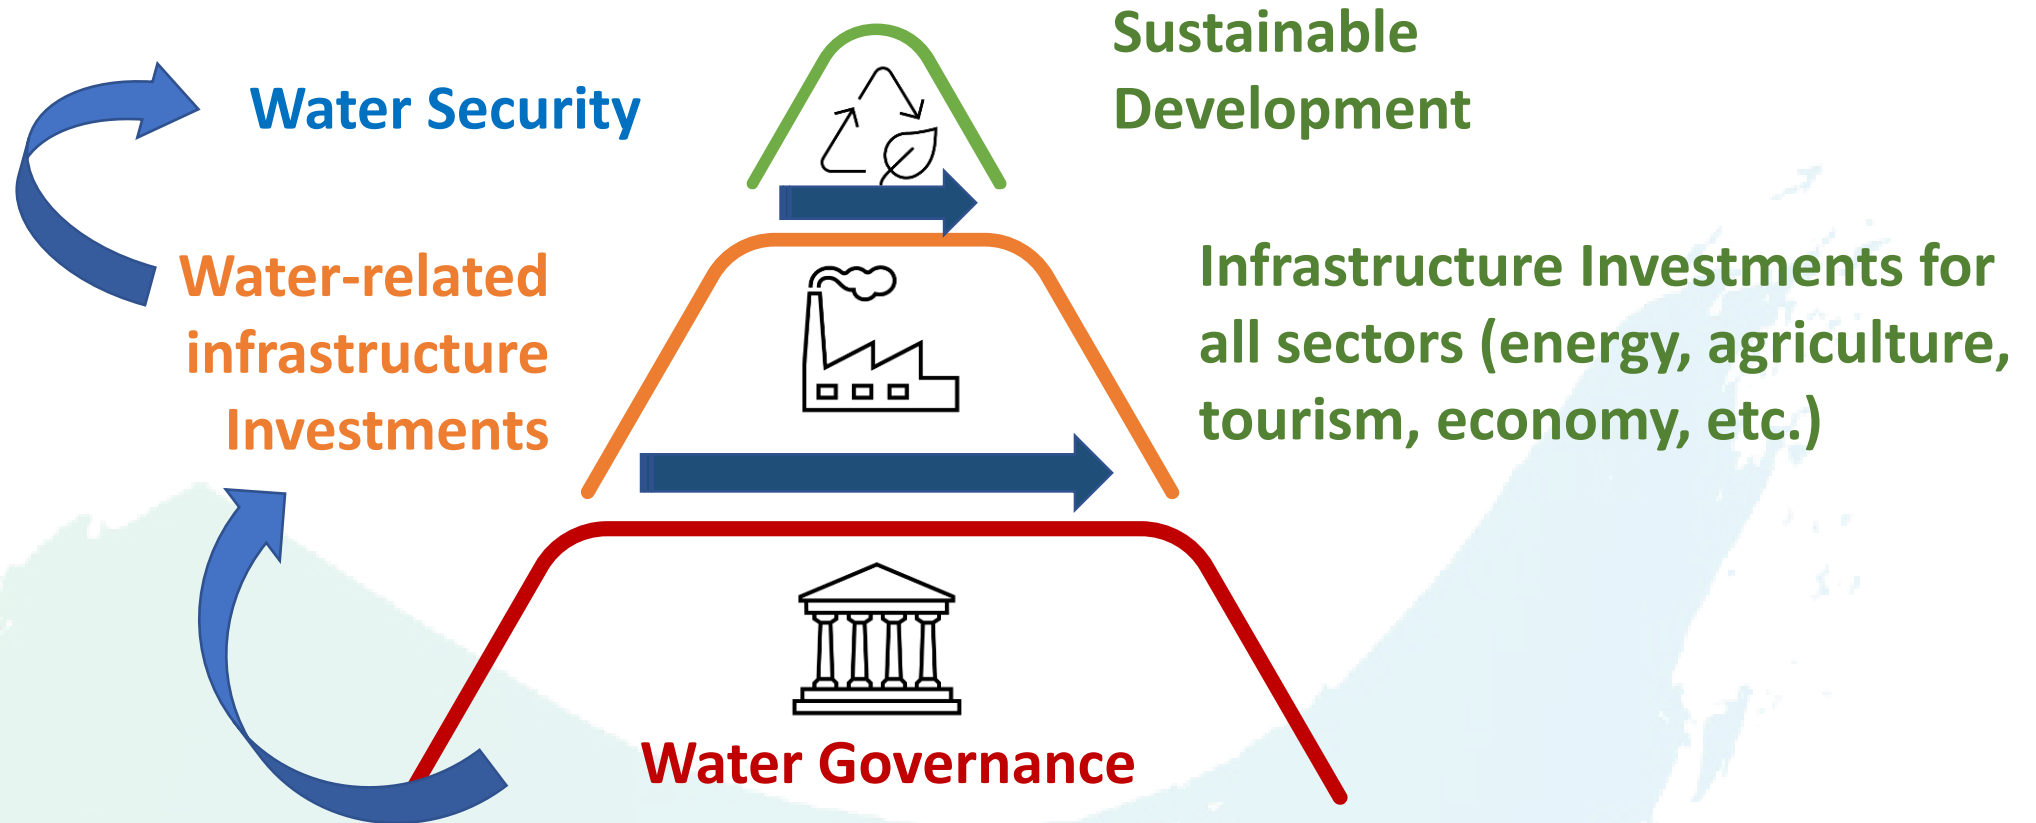 Sustainable
Development
Water Security
Water-related
infrastructure
Investments
Infrastructure Investments for
all sectors (energy, agriculture,
tourism, economy, etc.)
Water Governance